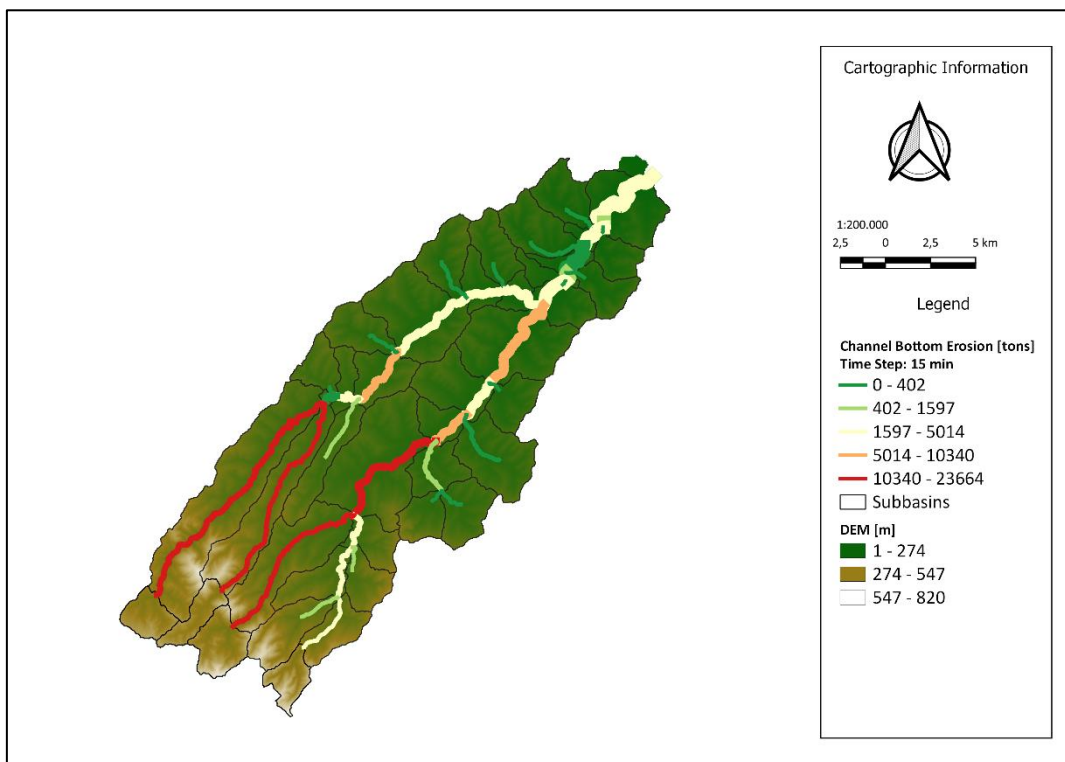 Cartographic Information
1:200.000
2,5 0 2,5 5 km
Legend
Channel Bottom Erosion [tons]
Time Step: 15 min
0 - 402
402 - 1597
1597 - 5014
5014 - 10340
10340 - 23664
Subbasins
DEM [m]
1 - 274
274 - 547
547 - 820